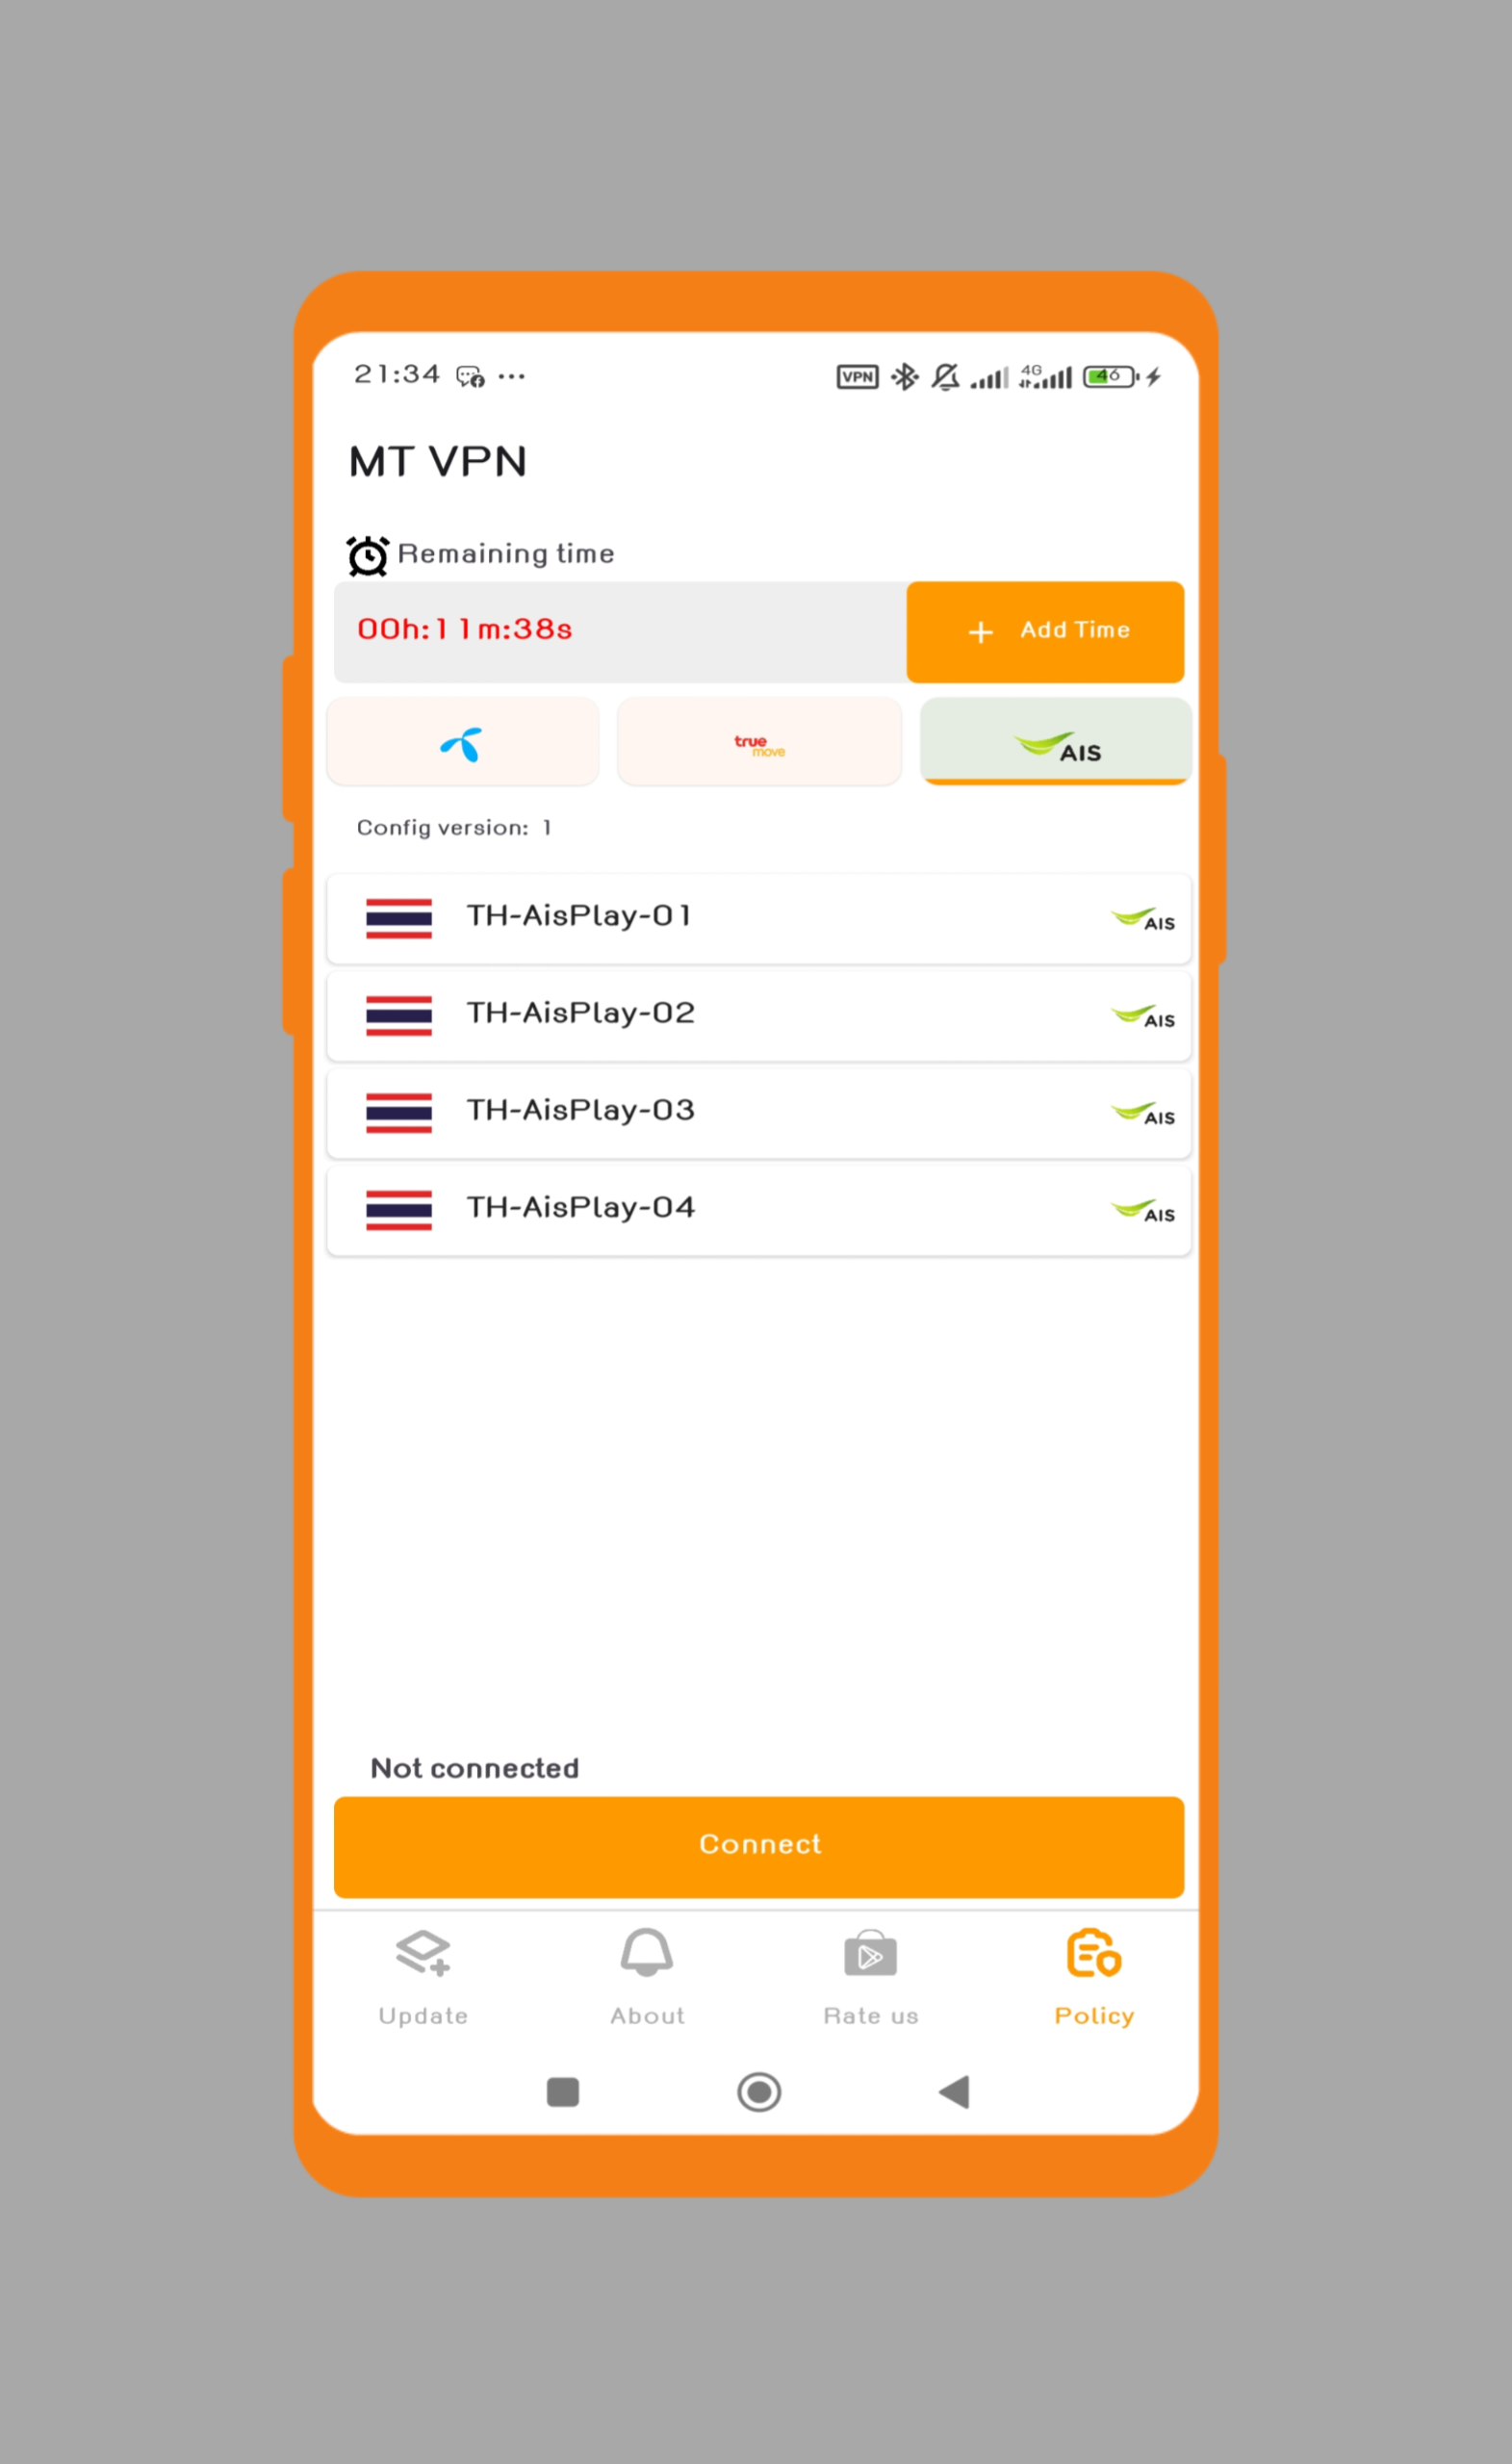 21:34 VPN 4G 46
MT VPN
Remaining time
00h:11m:38s
+ Add Time
true
move
AIS
Config version: 1
TH-AisPlay-01 AIS
TH-AisPlay-02 AIS
TH-AisPlay-03 AIS
TH-AisPlay-04 AIS
Not connected
Connect
Update About Rate us Policy